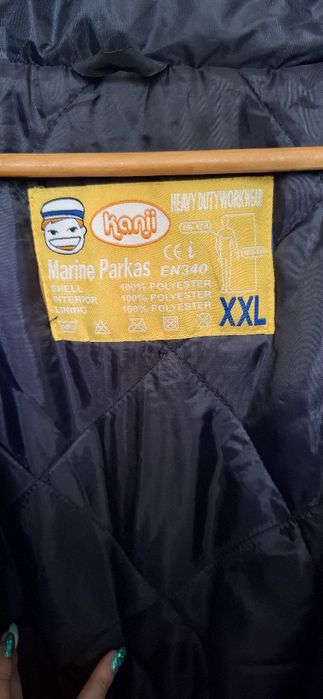 kanji
HEAVY DUTY WORKWEAR
CE i
Marine Parkas EN340
SHELL 100% POLYESTER
INTERIOR 100% POLYESTER
LINING 100% POLYESTER
XXL